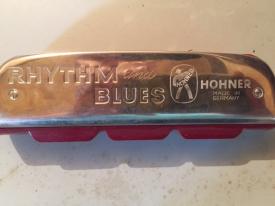 RHYTHM and
BLUES
HOHNER
MADE IN
GERMANY